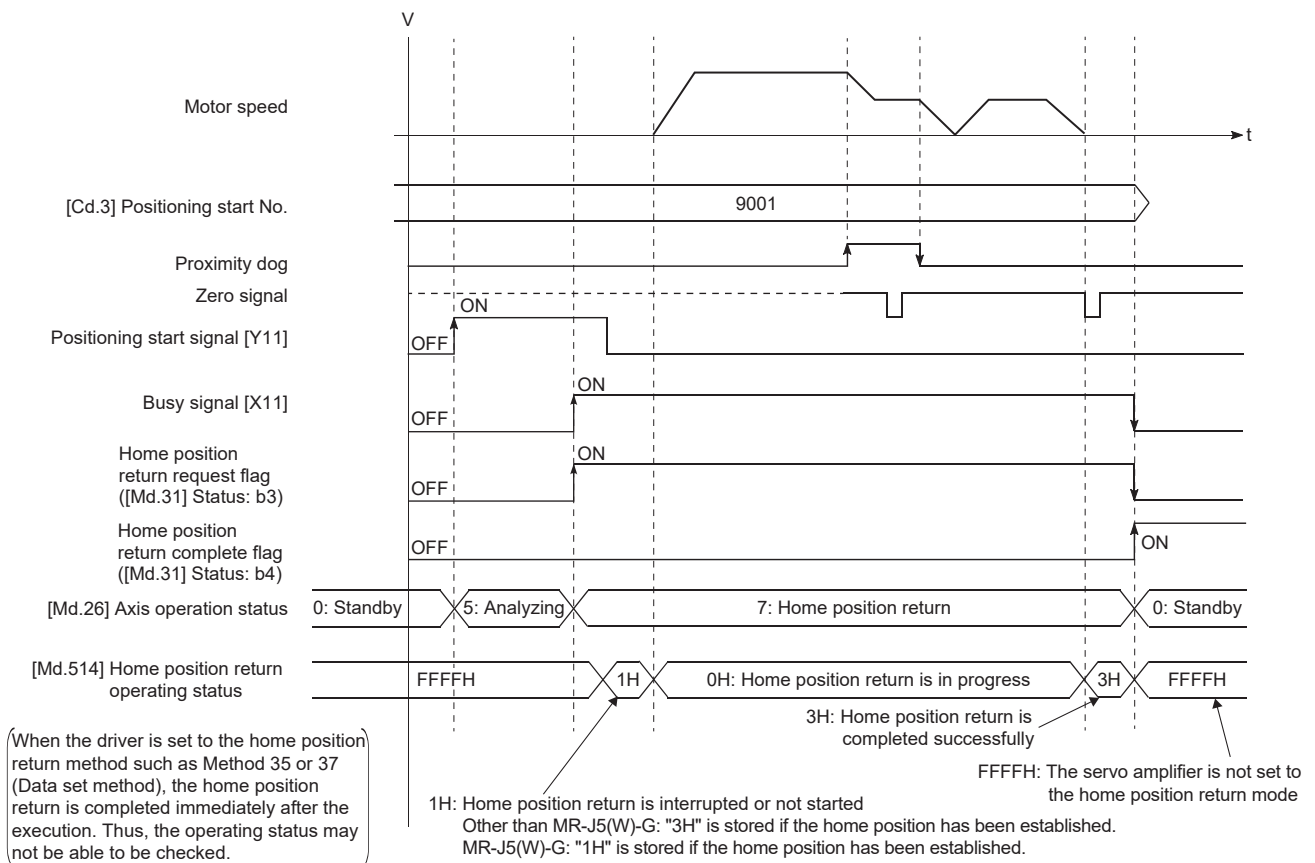 V
Motor speed
t
[Cd.3] Positioning start No.
9001
Proximity dog
Zero signal
ON
Positioning start signal [Y11]
OFF
ON
Busy signal [X11]
OFF
Home position
return request flag
([Md.31] Status: b3)
ON
OFF
Home position
return complete flag
([Md.31] Status: b4)
OFF
ON
[Md.26] Axis operation status
0: Standby
5: Analyzing
7: Home position return
0: Standby
[Md.514] Home position return
operating status
FFFFH
1H
0H: Home position return is in progress
3H
FFFFH
3H: Home position return is
completed successfully
FFFFH: The servo amplifier is not set to
the home position return mode
When the driver is set to the home position
return method such as Method 35 or 37
(Data set method), the home position
return is completed immediately after the
execution. Thus, the operating status may
not be able to be checked.
1H: Home position return is interrupted or not started
Other than MR-J5(W)-G: "3H" is stored if the home position has been established.
MR-J5(W)-G: "1H" is stored if the home position has been established.